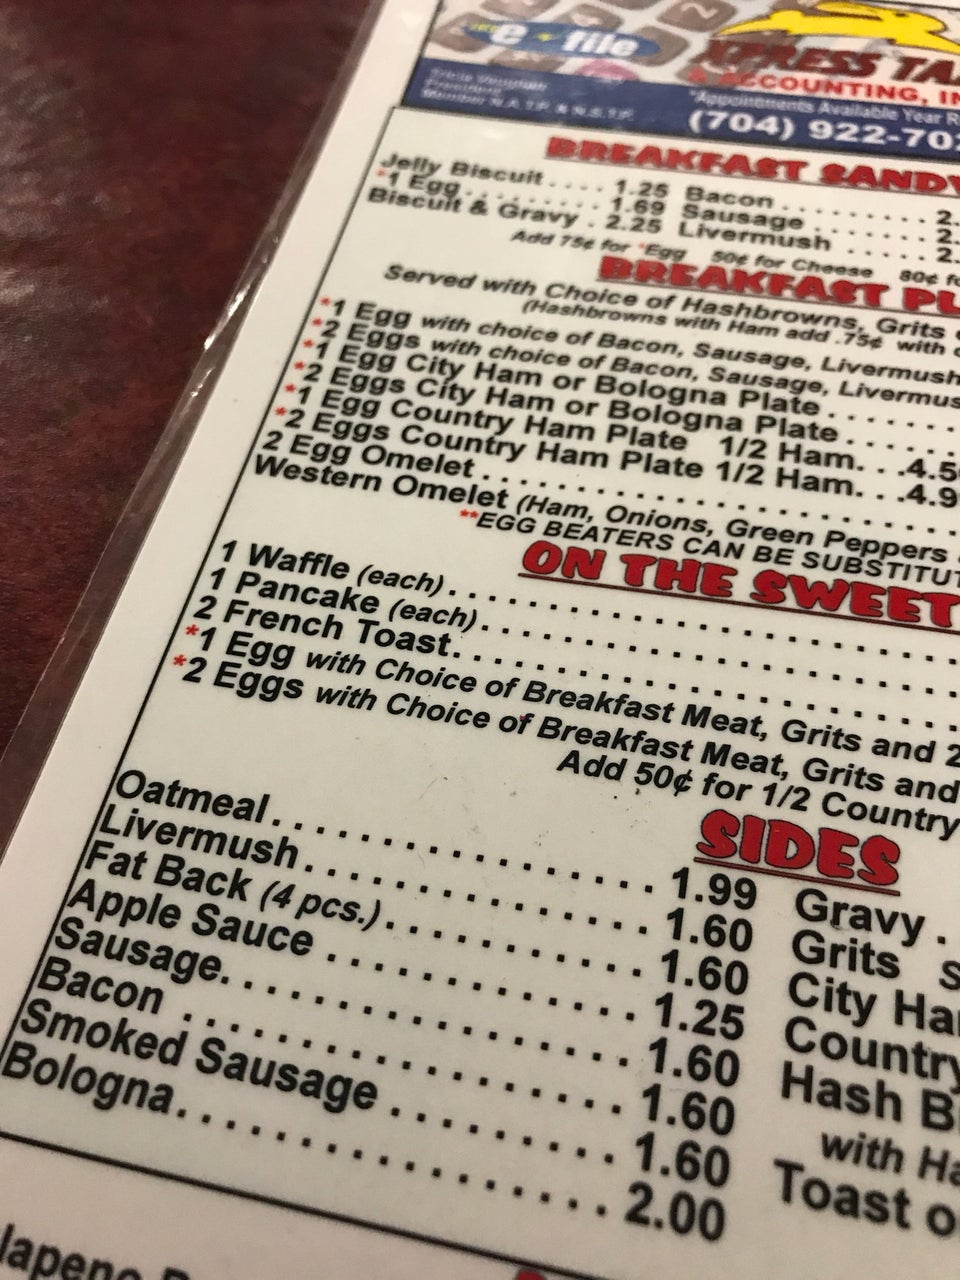 e-file
XPRESS TA
& ACCOUNTING, IN
President
Member N.A.T.P. & N.S.T.P.
*Appointments Available Year R
(704) 922-702
BREAKFAST SANDW
Jelly Biscuit.... 1.25 Bacon......... 2.
*1 Egg........ 1.69 Sausage....... 2.
Biscuit & Gravy . 2.25 Livermush ..... 2.
Add 75¢ for *Egg 50¢ for Cheese 80¢ fo
BREAKFAST PL
Served with Choice of Hashbrowns, Grits
(Hashbrowns with Ham add .75¢ with
*1 Egg with choice of Bacon, Sausage, Livermush
*2 Eggs with choice of Bacon, Sausage, Livermus
*1 Egg City Ham or Bologna Plate.....
*2 Eggs City Ham or Bologna Plate.....
*1 Egg Country Ham Plate 1/2 Ham...4.5
*2 Eggs Country Ham Plate 1/2 Ham...4.9
2 Egg Omelet..................
Western Omelet (Ham, Onions, Green Peppers
**EGG BEATERS CAN BE SUBSTITUT
ON THE SWEET
1 Waffle (each)......................
1 Pancake (each)....................
2 French Toast.....................
*1 Egg with Choice of Breakfast Meat, Grits and 2
*2 Eggs with Choice of Breakfast Meat, Grits and
Add 50¢ for 1/2 Country
SIDES
Oatmeal.................. 1.99 Gravy .
Livermush................ 1.60 Grits S
Fat Back (4 pcs.)............ 1.60 City Ha
Apple Sauce .............. 1.25 Country
Sausage.................. 1.60 Hash B
Bacon ................... 1.60 with Ha
Smoked Sausage .......... 1.60 Toast o
Bologna.................. 2.00
lapeno